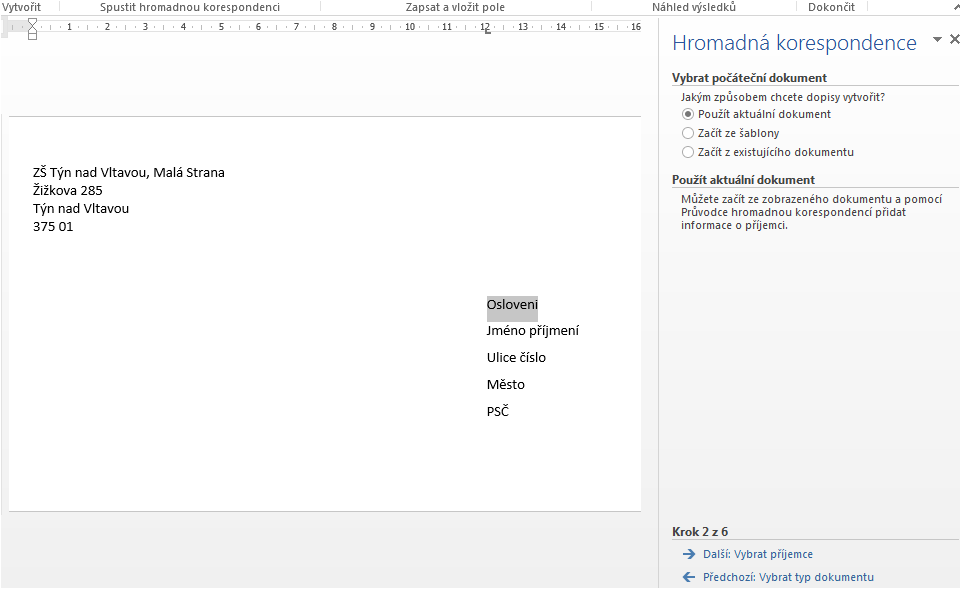 Vytvořit Spustit hromadnou korespondenci Zapsat a vložit pole Náhled výsledků Dokončit
1 2 3 4 5 6 7 8 9 10 11 12 13 14 15 16
ZŠ Týn nad Vltavou, Malá Strana
Žižkova 285
Týn nad Vltavou
375 01
Osloveni
Jméno příjmení
Ulice číslo
Město
PSČ
Hromadná korespondence
Vybrat počáteční dokument
Jakým způsobem chcete dopisy vytvořit?
Použít aktuální dokument
Začít ze šablony
Začít z existujícího dokumentu
Použít aktuální dokument
Můžete začít ze zobrazeného dokumentu a pomocí
Průvodce hromadnou korespondencí přidat
informace o příjemci.
Krok 2 z 6
Další: Vybrat příjemce
Předchozí: Vybrat typ dokumentu